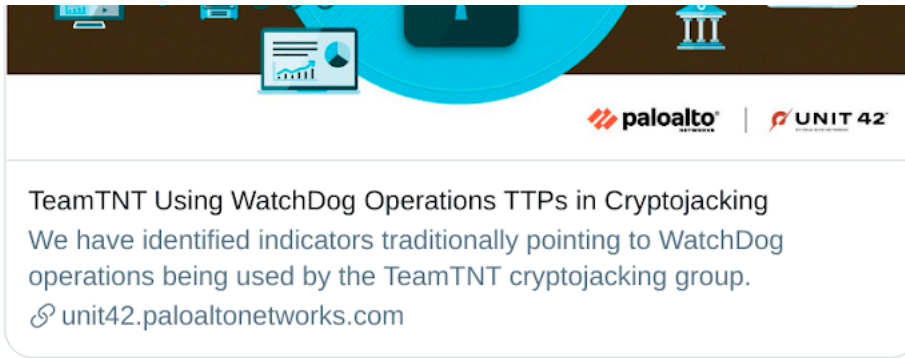 paloalto
NETWORKS
UNIT 42
TeamTNT Using WatchDog Operations TTPs in Cryptojacking
We have identified indicators traditionally pointing to WatchDog
operations being used by the TeamTNT cryptojacking group.
unit42.paloaltonetworks.com